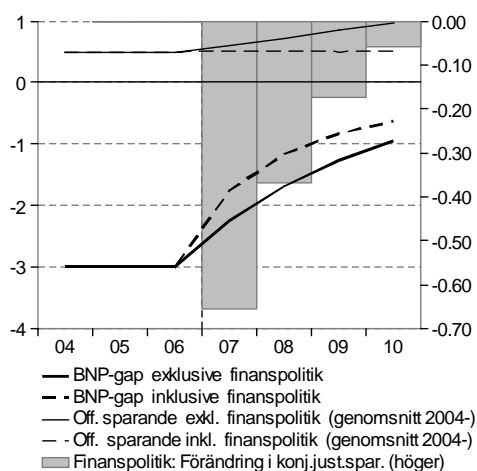 1
0
-1
-2
-3
-4
0.00
-0.10
-0.20
-0.30
-0.40
-0.50
-0.60
-0.70
04 05 06 07 08 09 10
BNP-gap exklusive finanspolitik
BNP-gap inklusive finanspolitik
Off. sparande exkl. finanspolitik (genomsnitt 2004-)
Off. sparande inkl. finanspolitik (genomsnitt 2004-)
Finanspolitik: Förändring i konj.just.spar. (höger)